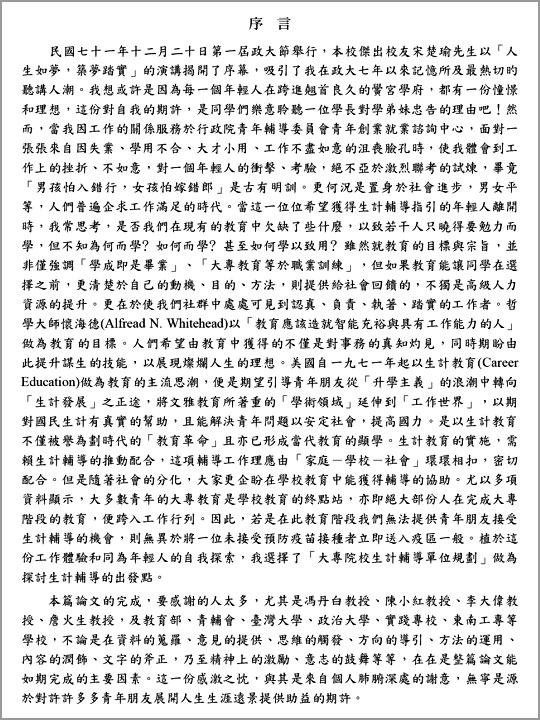 序 言
民國七十一年十二月二十日第一屆政大節舉行，本校傑出校友宋楚瑜先生以「人
生如夢，築夢踏實」的演講揭開了序幕，吸引了我在政大七年以來記憶所及最熱切旳
聽講人潮。我想或許是因為每一個年輕人在跨進翹首良久的黌宮學府，都有一份憧憬
和理想，這份對自我的期許，是同學們樂意聆聽一位學長對學弟妹忠告的理由吧！然
而，當我因工作的關係服務於行政院青年輔導委員會青年創業就業諮詢中心，面對一
張張來自因失業、學用不合、大才小用、工作不盡如意的沮喪臉孔時，使我體會到工
作上的挫折、不如意，對一個年輕人的衝擊、考驗，絕不亞於激烈聯考的試煉，畢竟
「男孩怕入錯行，女孩怕嫁錯郎」是古有明訓。更何況是置身於社會進步，男女平
等，人們普遍企求工作滿足的時代。當這一位位希望獲得生計輔導指引的年輕人離開
時，我常思考，是否我們在現有的教育中欠缺了些什麼，以致若干人只曉得要勉力而
學，但不知為何而學？如何而學？甚至如何學以致用？雖然就教育的目標與宗旨，並
非僅強調「學成即是畢業」、「大專教育等於職業訓練」，但如果教育能讓同學在選
擇之前，更清楚於自己的動機、目的、方法，則提供給社會回饋的，不獨是高級人力
資源的提升。更在於使我們社群中處處可見到認真、負責、執著、踏實的工作者。哲
學大師懷海德(Alfread N. Whitehead)以「教育應該造就智能充裕與具有工作能力的人」
做為教育的目標。人們希望由教育中獲得的不僅是對事務的真知灼見，同時期盼由
此提升謀生的技能，以展現燦爛人生的理想。美國自一九七一年起以生計教育(Career
Education)做為教育的主流思潮，便是期望引導青年朋友從「升學主義」的浪潮中轉向
「生計發展」之正途，將文雅教育所著重的「學術領域」延伸到「工作世界」，以期
對國民生計有真實的幫助，且能解決青年問題以安定社會，提高國力。是以生計教育
不僅被譽為劃時代的「教育革命」且亦已形成當代教育的顯學。生計教育的實施，需
賴生計輔導的推動配合，這項輔導工作理應由「家庭－學校－社會」環環相扣，密切
配合。但是隨著社會的分化，大家更企盼在學校教育中能獲得輔導的協助。尤以多項
資料顯示，大多數青年的大專教育是學校教育的終點站，亦即絕大部份人在完成大專
階段的教育，便跨入工作行列。因此，若是在此教育階段我們無法提供青年朋友接受
生計輔導的機會，則無異於將一位未接受預防疫苗接種者立即送入疫區一般。植於這
份工作體驗和同為年輕人的自我探索，我選擇了「大專院校生計輔導單位規劃」做為
探討生計輔導的出發點。
本篇論文的完成，要感謝的人太多，尤其是馮丹白教授、陳小紅教授、李大偉教
授、詹火生教授，及教育部、青輔會、臺灣大學、政治大學、實踐專校、東南工專等
學校，不論是在資料的蒐羅、意見的提供、思維的觸發、方向的導引、方法的運用、
內容的潤飾、文字的斧正，乃至精神上的激勵、意志的鼓舞等等，在在是整篇論文能
如期完成的主要因素。這一份感激之忱，與其是來自個人肺腑深處的謝意，無寧是源
於對許許多多青年朋友展開人生生涯遠景提供助益的期許。